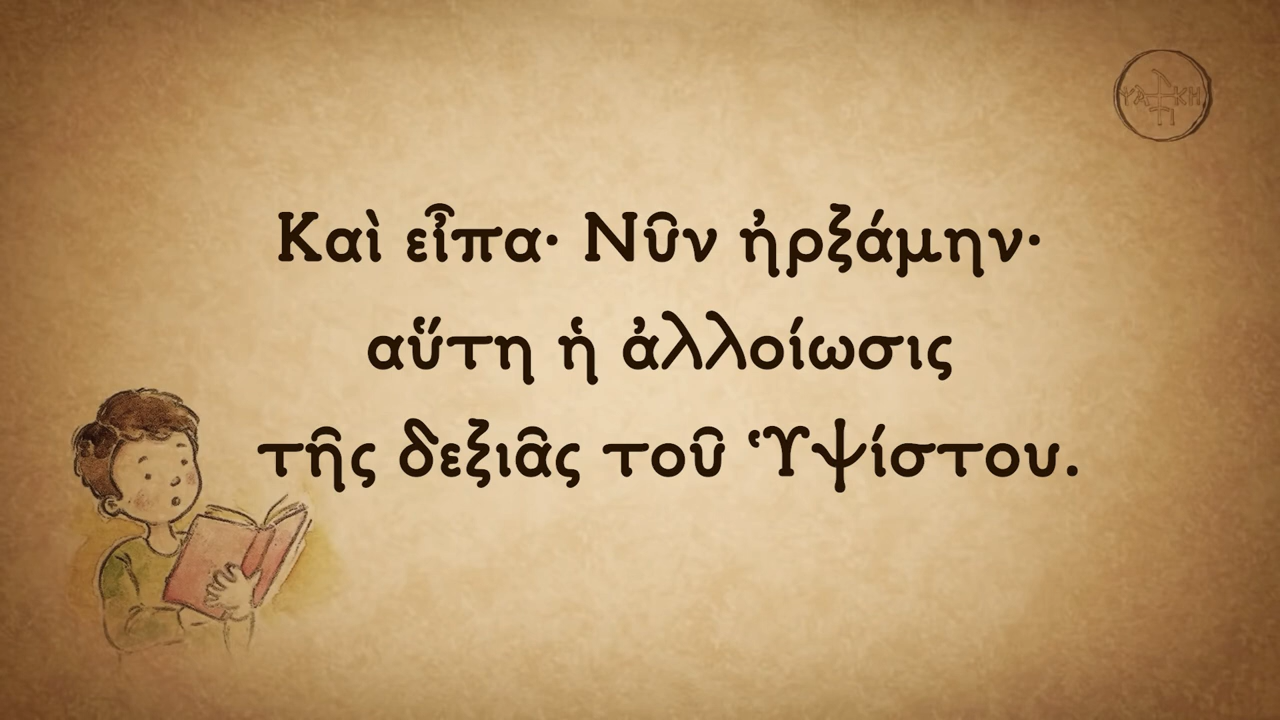 Καὶ εἶπα· Νῦν ἠρξάμην·
αὕτη ἡ ἀλλοίωσις
τῆς δεξιᾶς τοῦ Ὑψίστου.